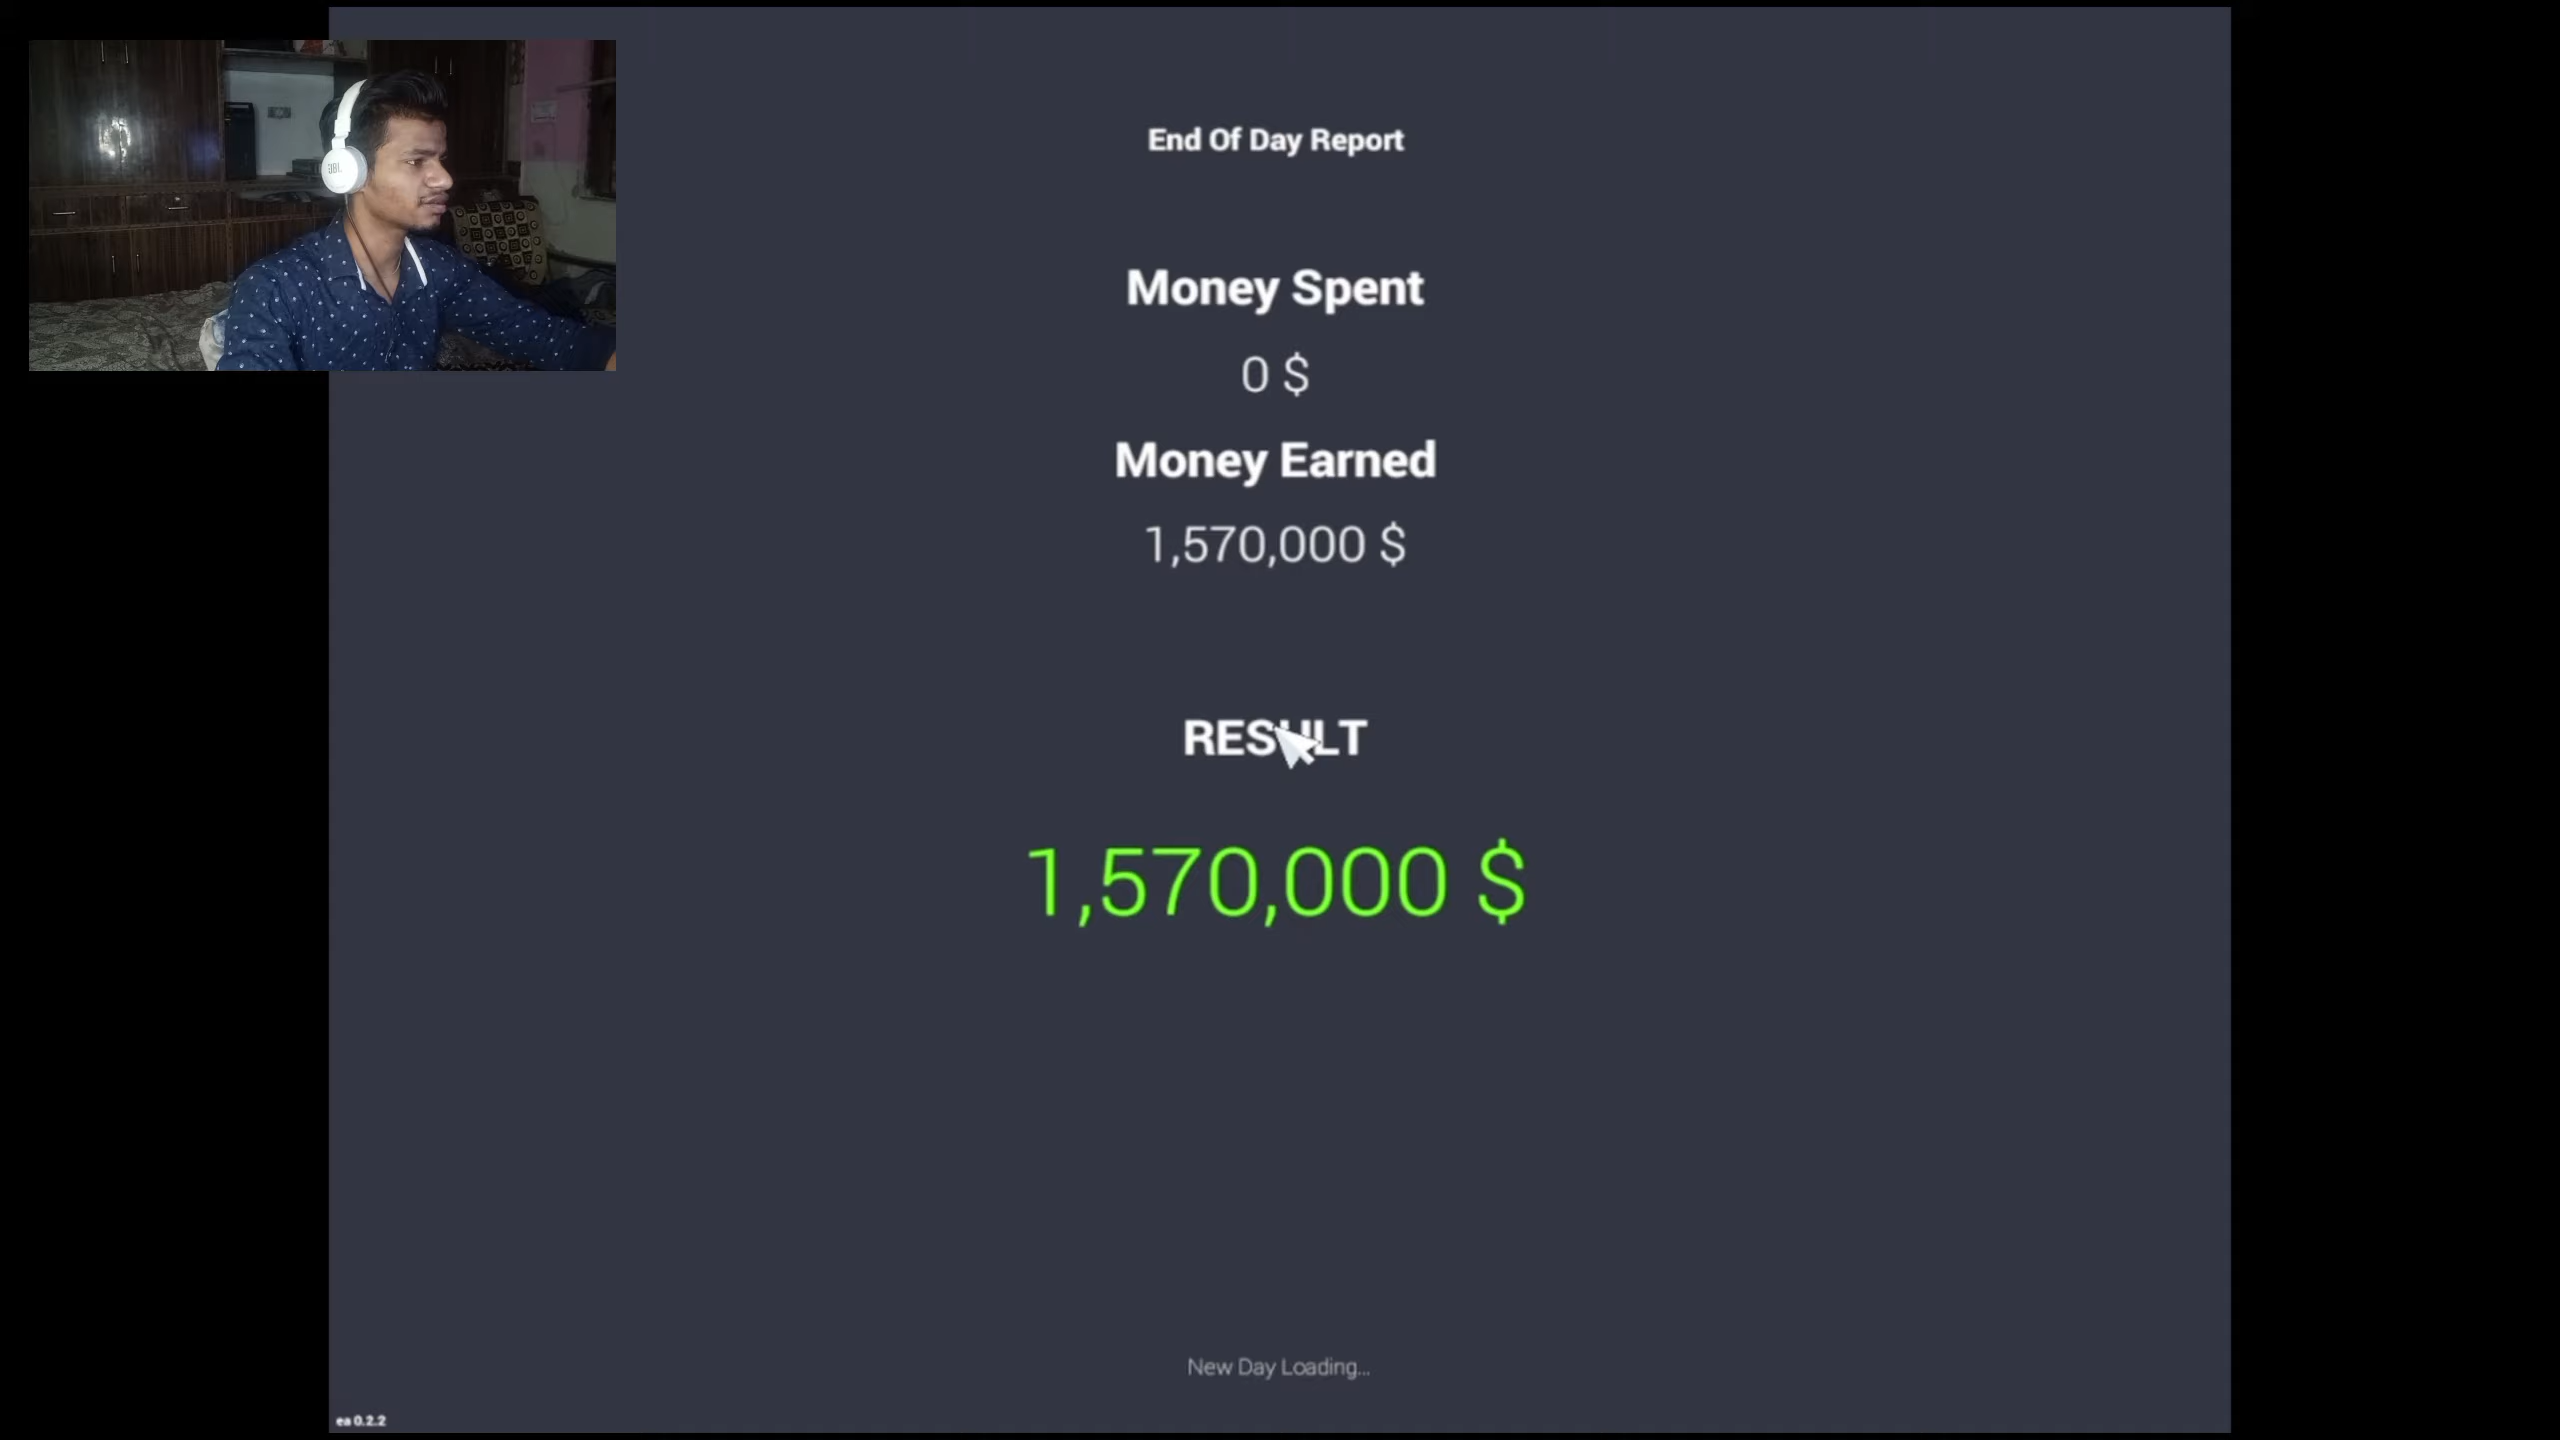 End Of Day Report
Money Spent
0 $
Money Earned
1,570,000 $
RESULT
1,570,000 $
New Day Loading...
ea 0.2.2
JBL